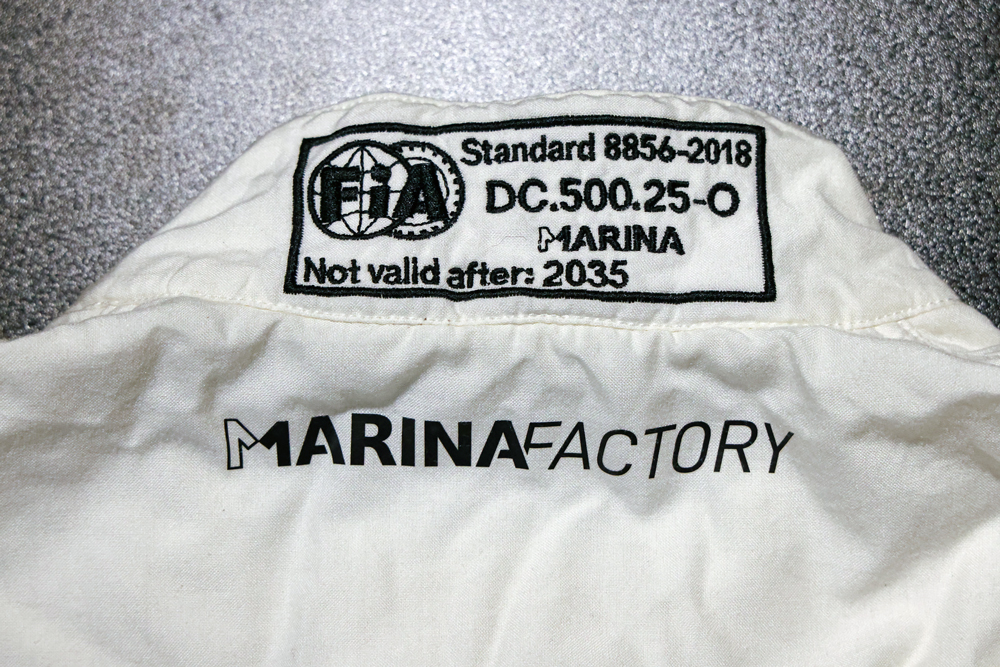 FiA
Standard 8856-2018
DC.500.25-O
MARINA
Not valid after: 2035
MARINAFACTORY